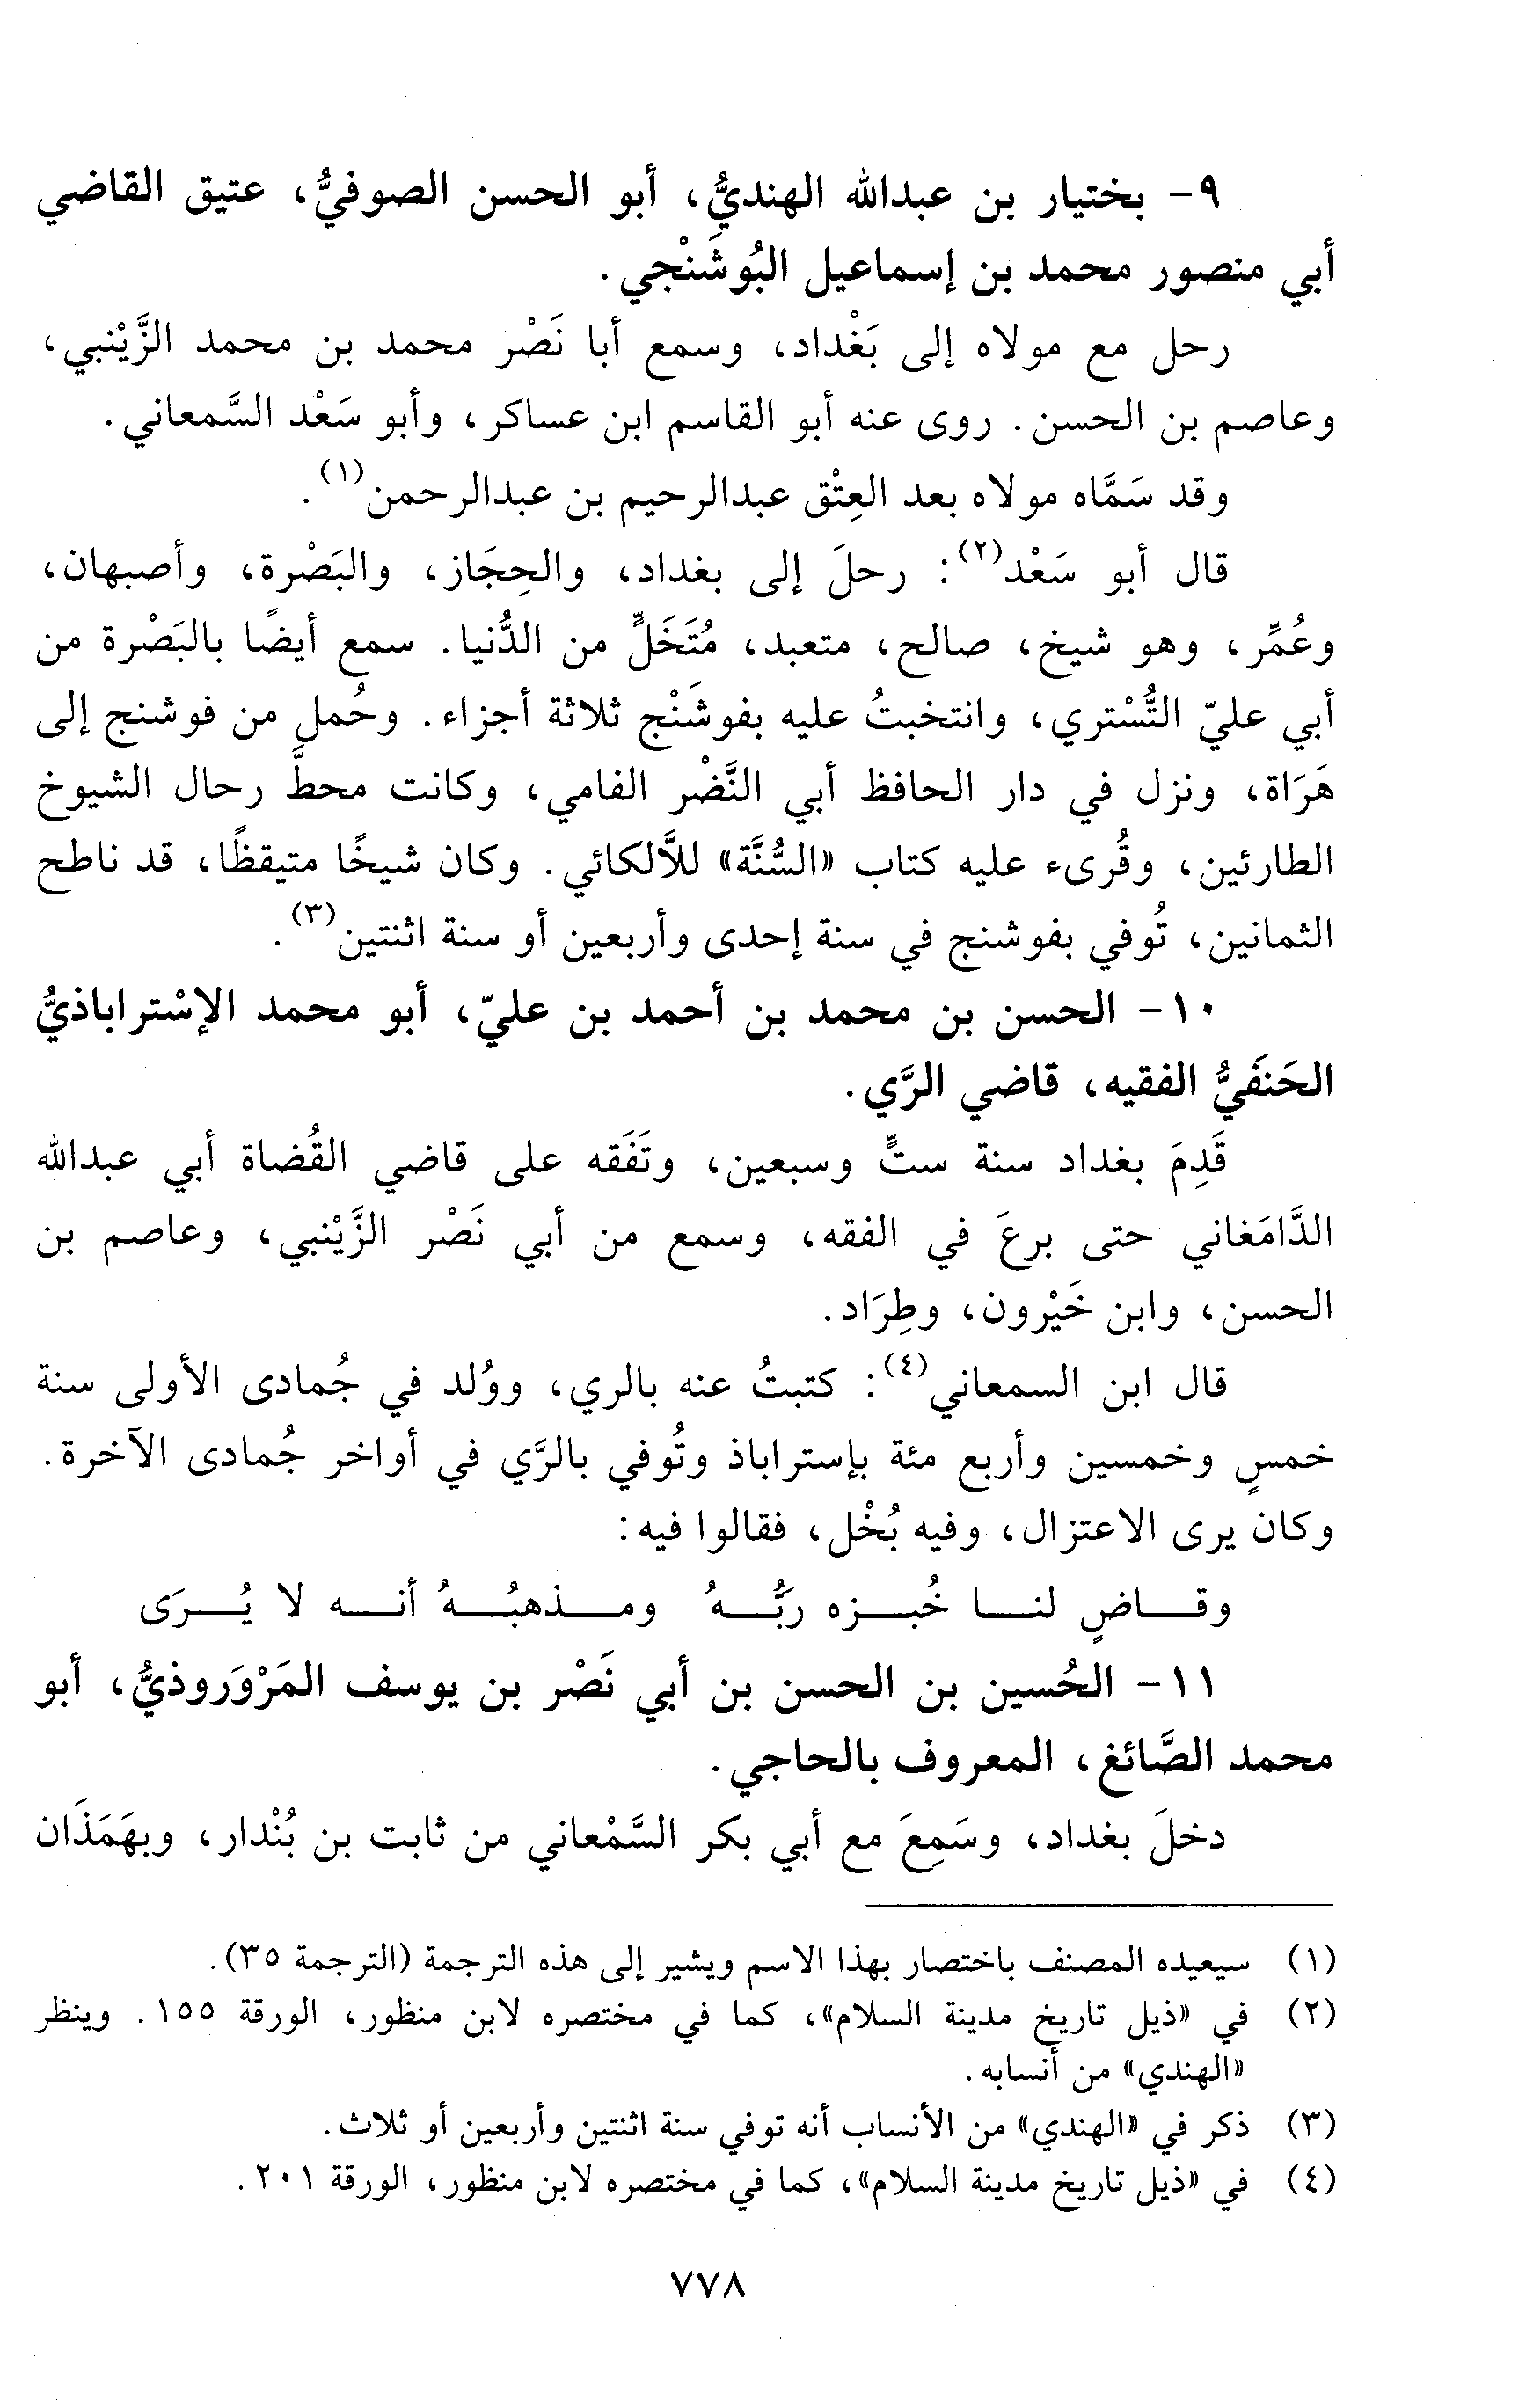 ٩- بختيار بن عبدالله الهنديُّ، أبو الحسن الصوفيُّ، عتيق القاضي
أبي منصور محمد بن إسماعيل البُوشَنْجي.
رحل مع مولاه إلى بَغْداد، وسمع أبا نَصْر محمد بن محمد الزَّيْنبي،
وعاصم بن الحسن. روى عنه أبو القاسم ابن عساكر، وأبو سَعْد السَّمعاني.
وقد سَمَّاه مولاه بعد العِتْق عبدالرحيم بن عبدالرحمن(١).
قال أبو سَعْد(٢): رحلَ إلى بغداد، والحِجَاز، والبَصْرة، وأصبهان،
وعُمِّر، وهو شيخ، صالح، متعبد، مُتَخَلٍّ من الدُّنيا. سمع أيضًا بالبَصْرة من
أبي عليّ التُّسْتري، وانتخبتُ عليه بفوشَنْج ثلاثة أجزاء. وحُمل من فوشنج إلى
هَرَاة، ونزل في دار الحافظ أبي النَّضْر الفامي، وكانت محطَّ رحال الشيوخ
الطارئين، وقُرىء عليه كتاب «السُّنَّة» للاَّلكائي. وكان شيخًا متيقظًا، قد ناطح
الثمانين، تُوفي بفوشنج في سنة إحدى وأربعين أو سنة اثنتين(٣).
١٠- الحسن بن محمد بن أحمد بن عليّ، أبو محمد الإسْتراباذيُّ
الحَنفَيُّ الفقيه، قاضي الرَّي.
قَدِمَ بغداد سنة ستٍّ وسبعين، وتَفَقه على قاضي القُضاة أبي عبدالله
الدَّامَغاني حتى برعَ في الفقه، وسمع من أبي نَصْر الزَّيْنبي، وعاصم بن
الحسن، وابن خَيْرون، وطِرَاد.
قال ابن السمعاني(٤): كتبتُ عنه بالري، ووُلد في جُمادى الأولى سنة
خمسٍ وخمسين وأربع مئة بإستراباذ وتُوفي بالرَّي في أواخر جُمادى الآخرة.
وكان يرى الاعتزال، وفيه بُخْل، فقالوا فيه:
وقاضٍ لنا خُبزه ربُّهُ ومذهبُهُ أنه لا يُرَى
١١- الحُسين بن الحسن بن أبي نَصْر بن يوسف المَرْوَروذيُّ، أبو
محمد الصَّائغ، المعروف بالحاجي.
دخلَ بغداد، وسَمِعَ مع أبي بكر السَّمْعاني من ثابت بن بُنْدار، وبهَمَذَان
(١) سيعيده المصنف باختصار بهذا الاسم ويشير إلى هذه الترجمة (الترجمة ٣٥).
(٢) في «ذيل تاريخ مدينة السلام»، كما في مختصره لابن منظور، الورقة ١٥٥. وينظر
«الهندي» من أنسابه.
(٣) ذكر في «الهندي» من الأنساب أنه توفي سنة اثنتين وأربعين أو ثلاث.
(٤) في «ذيل تاريخ مدينة السلام»، كما في مختصره لابن منظور، الورقة ٢٠١.
٧٧٨